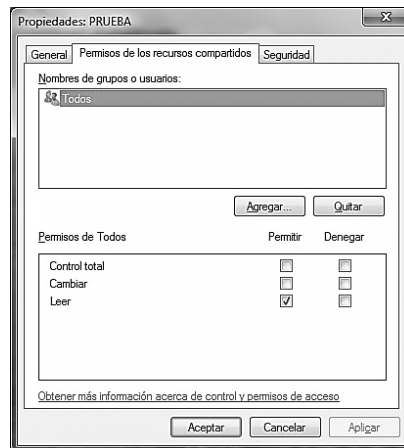 Propiedades: PRUEBA
General Permisos de los recursos compartidos Seguridad
Nombres de grupos o usuarios:
Todos
Agregar... Quitar
Permisos de Todos Permitir Denegar
Control total
Cambiar
Leer
Obtener más información acerca de control y permisos de acceso
Aceptar Cancelar Aplicar